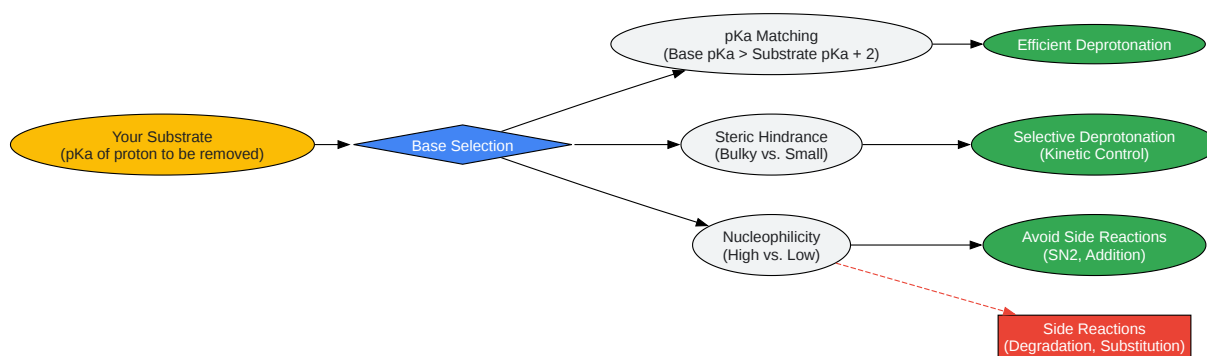 Your Substrate
(pKa of proton to be removed)
Base Selection
pKa Matching
(Base pKa > Substrate pKa + 2)
Efficient Deprotonation
Steric Hindrance
(Bulky vs. Small)
Selective Deprotonation
(Kinetic Control)
Nucleophilicity
(High vs. Low)
Avoid Side Reactions
(SN2, Addition)
Side Reactions
(Degradation, Substitution)